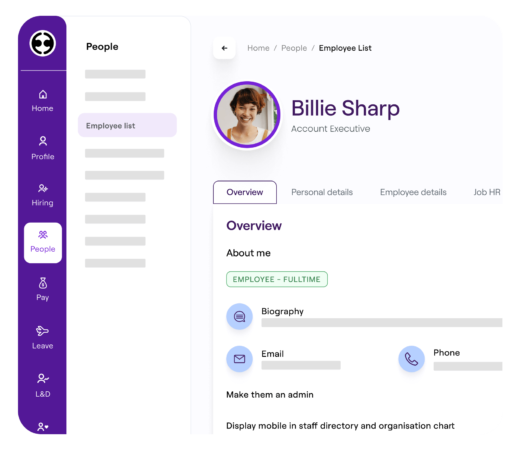 Home
Profile
Hiring
People
Pay
Leave
L&D
People
Employee list
Home / People / Employee List
Billie Sharp
Account Executive
Overview Personal details Employee details Job HR
Overview
About me
EMPLOYEE - FULLTIME
Biography
Email
Phone
Make them an admin
Display mobile in staff directory and organisation chart